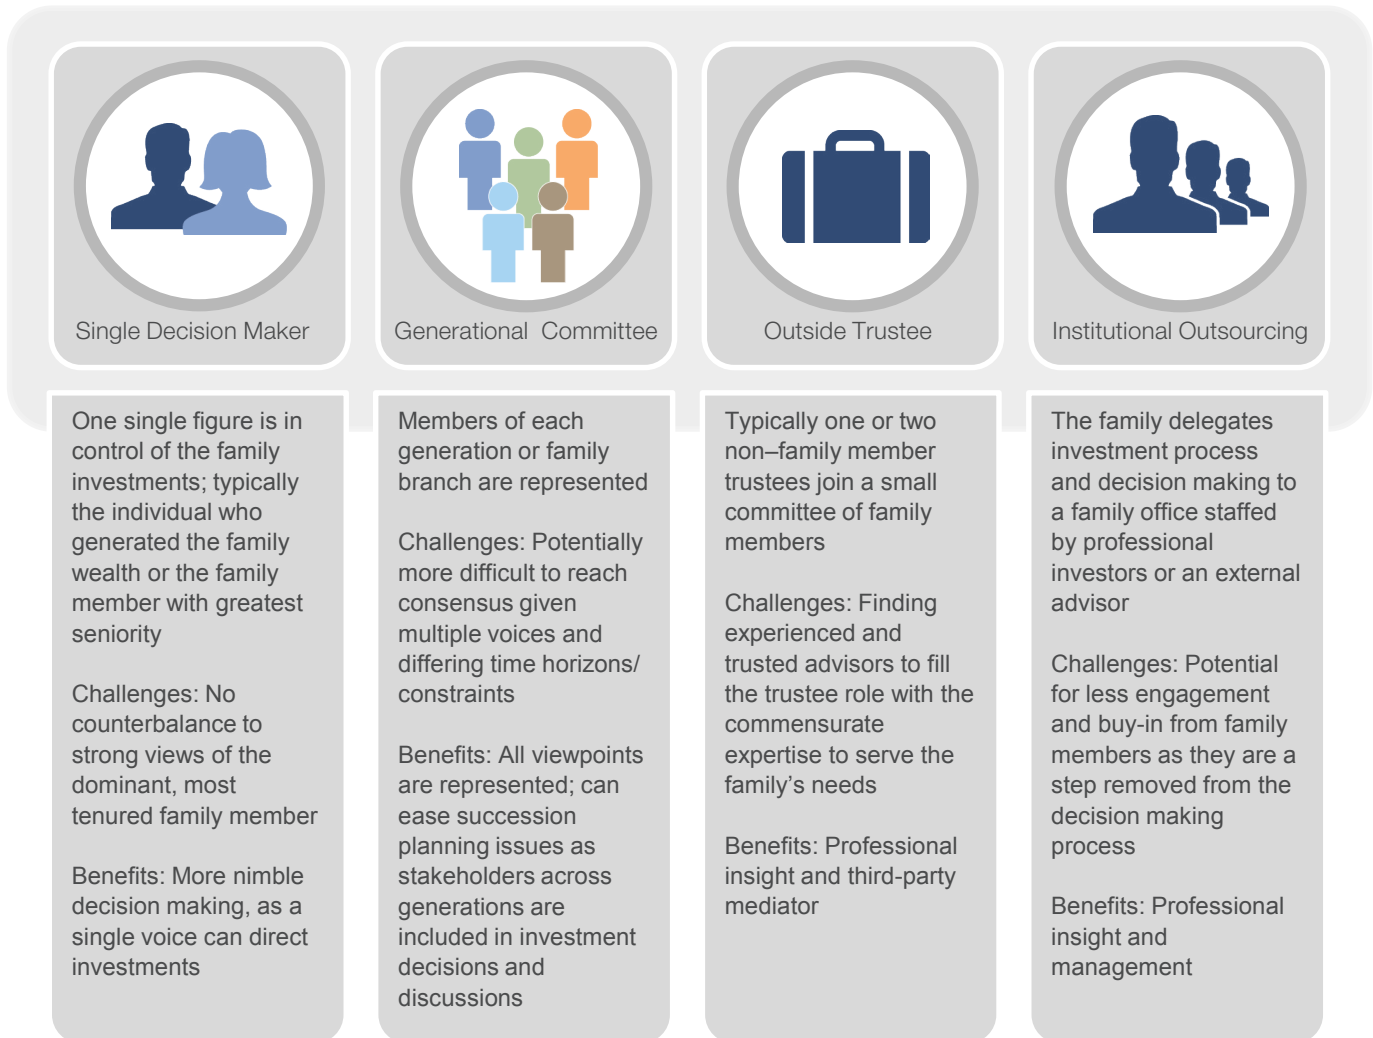 Single Decision Maker
Generational Committee
Outside Trustee
Institutional Outsourcing
One single figure is in
control of the family
investments; typically
the individual who
generated the family
wealth or the family
member with greatest
seniority
Challenges: No
counterbalance to
strong views of the
dominant, most
tenured family member
Benefits: More nimble
decision making, as a
single voice can direct
investments
Members of each
generation or family
branch are represented
Challenges: Potentially
more difficult to reach
consensus given
multiple voices and
differing time horizons/
constraints
Benefits: All viewpoints
are represented; can
ease succession
planning issues as
stakeholders across
generations are
included in investment
decisions and
discussions
Typically one or two
non–family member
trustees join a small
committee of family
members
Challenges: Finding
experienced and
trusted advisors to fill
the trustee role with the
commensurate
expertise to serve the
family’s needs
Benefits: Professional
insight and third-party
mediator
The family delegates
investment process
and decision making to
a family office staffed
by professional
investors or an external
advisor
Challenges: Potential
for less engagement
and buy-in from family
members as they are a
step removed from the
decision making
process
Benefits: Professional
insight and
management